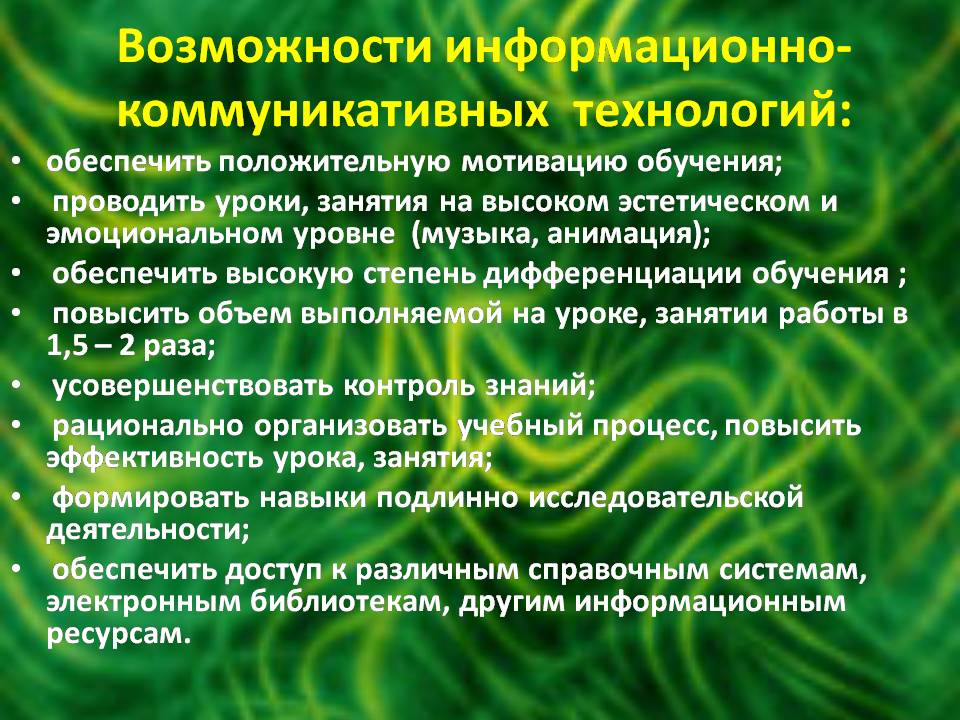 Возможности информационно-
коммуникативных технологий:
• обеспечить положительную мотивацию обучения;
• проводить уроки, занятия на высоком эстетическом и
эмоциональном уровне (музыка, анимация);
• обеспечить высокую степень дифференциации обучения ;
• повысить объем выполняемой на уроке, занятии работы в
1,5 – 2 раза;
• усовершенствовать контроль знаний;
• рационально организовать учебный процесс, повысить
эффективность урока, занятия;
• формировать навыки подлинно исследовательской
деятельности;
• обеспечить доступ к различным справочным системам,
электронным библиотекам, другим информационным
ресурсам.